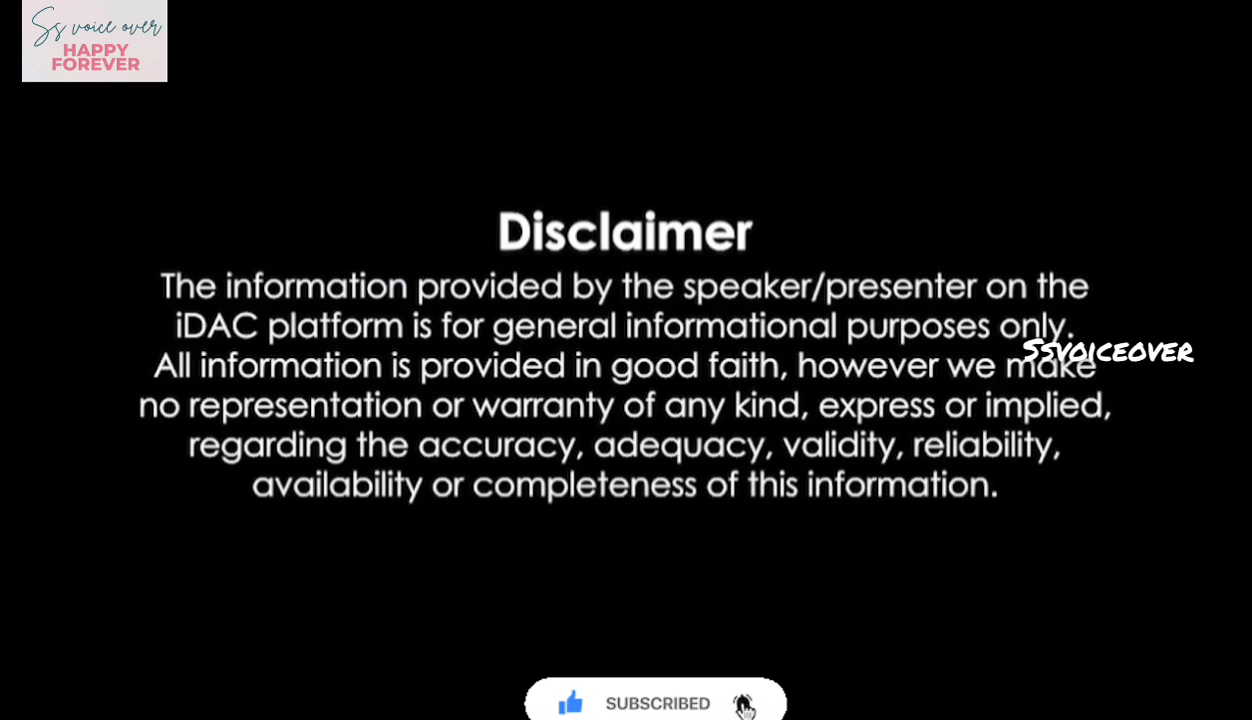 Ss voice over
HAPPY
FOREVER
Disclaimer
The information provided by the speaker/presenter on the
iDAC platform is for general informational purposes only.
Ssvoiceover
All information is provided in good faith, however we make
no representation or warranty of any kind, express or implied,
regarding the accuracy, adequacy, validity, reliability,
availability or completeness of this information.
SUBSCRIBED